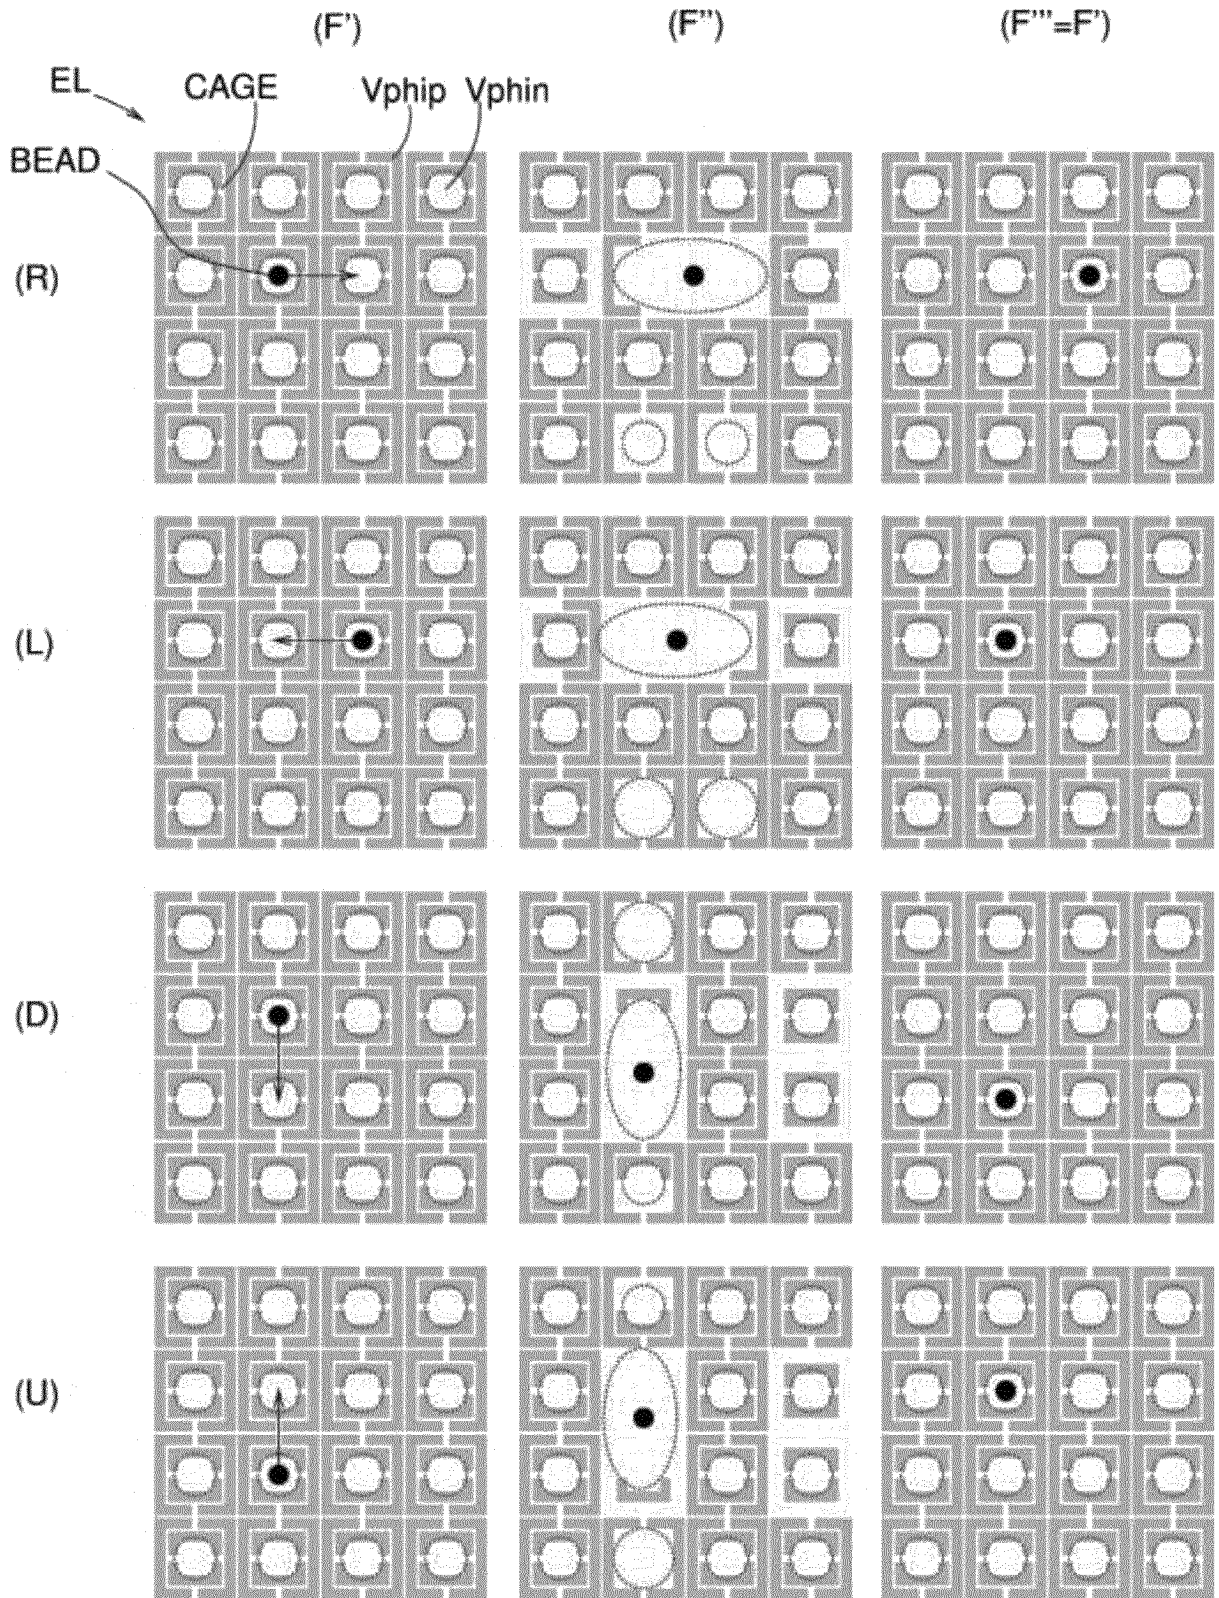 (F') (F") (F'''=F')
EL CAGE Vphip Vphin
BEAD
(R)
(L)
(D)
(U)